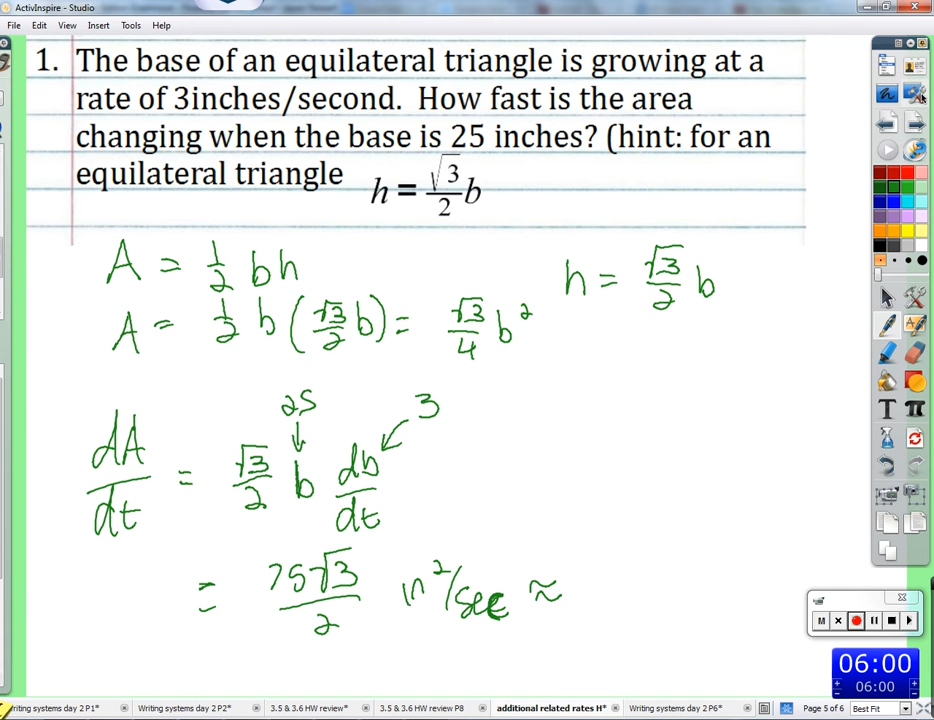 ActivInspire - Studio
File Edit View Insert Tools Help
1. The base of an equilateral triangle is growing at a
rate of 3inches/second. How fast is the area
changing when the base is 25 inches? (hint: for an
equilateral triangle h = √3/2 b
A = 1/2 bh
h = √3/2 b
A = 1/2 b (√3/2 b) = √3/4 b²
25
3
dA/dt = √3/2 b db/dt
= 75√3/2 in²/sec ≈
M
06:00
06:00
riting systems day 2 P1* Writing systems day 2 P2* 3.5 & 3.6 HW review* 3.5 & 3.6 HW review P8 additional related rates H* Writing systems day 2 P6* Page 5 of 6 Best Fit